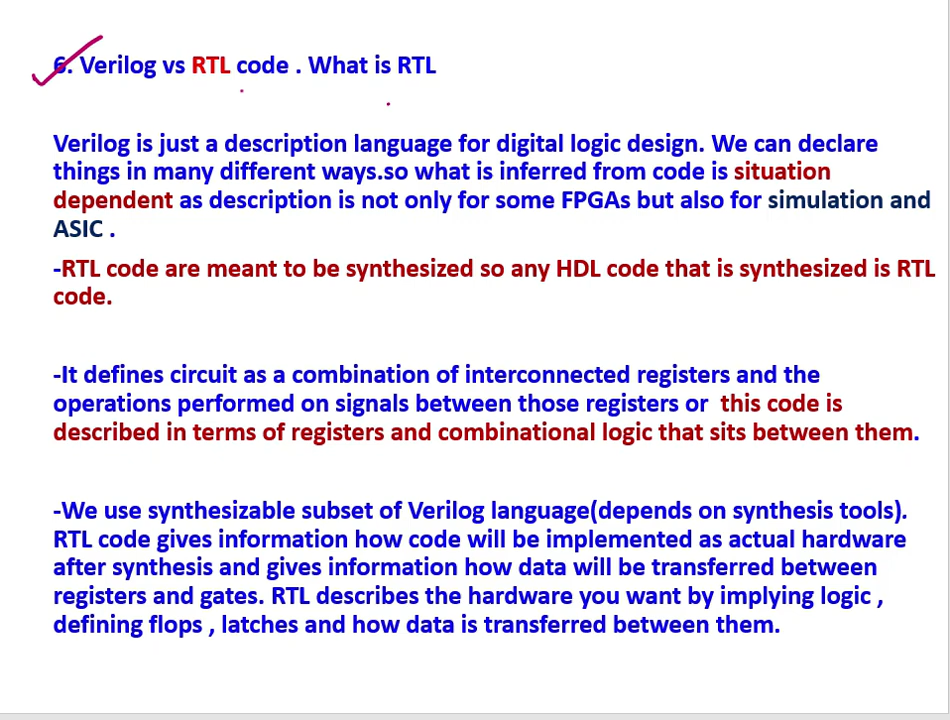 6. Verilog vs RTL code . What is RTL
Verilog is just a description language for digital logic design. We can declare
things in many different ways.so what is inferred from code is situation
dependent as description is not only for some FPGAs but also for simulation and
ASIC .
-RTL code are meant to be synthesized so any HDL code that is synthesized is RTL
code.
-It defines circuit as a combination of interconnected registers and the
operations performed on signals between those registers or this code is
described in terms of registers and combinational logic that sits between them.
-We use synthesizable subset of Verilog language(depends on synthesis tools).
RTL code gives information how code will be implemented as actual hardware
after synthesis and gives information how data will be transferred between
registers and gates. RTL describes the hardware you want by implying logic ,
defining flops , latches and how data is transferred between them.